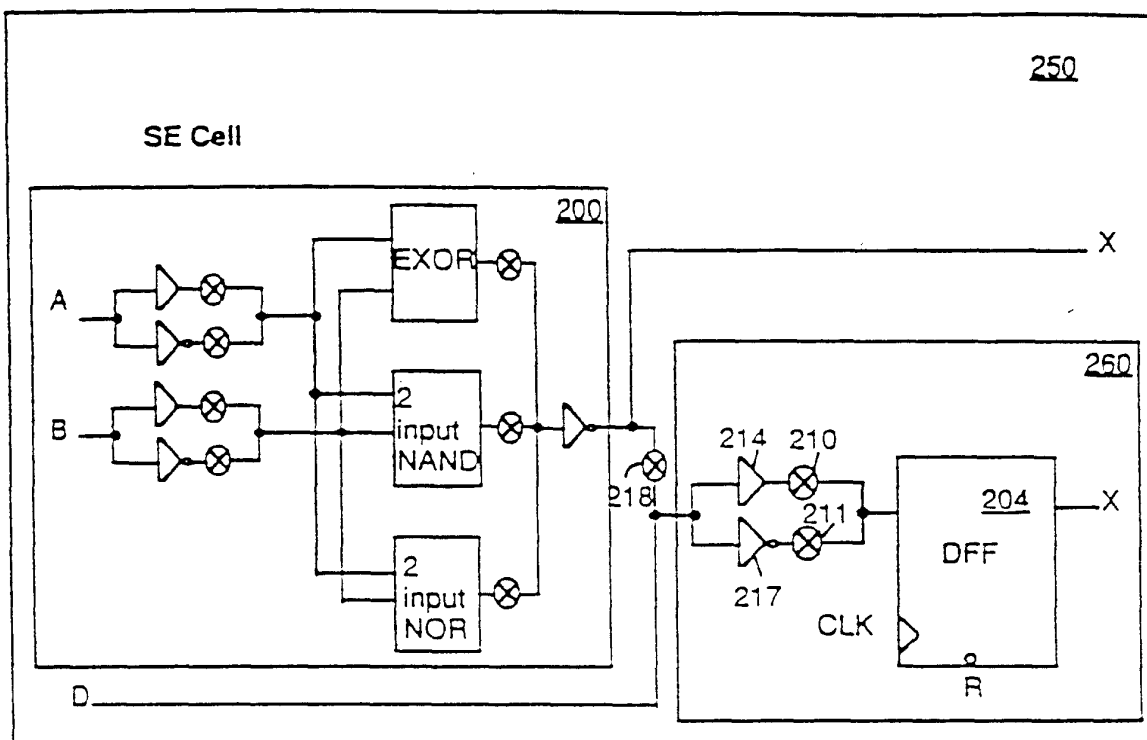 250
SE Cell
200
EXOR
X
A
260
B
2
input
NAND
214
210
218
204
X
211
DFF
217
2
input
NOR
CLK
R
D